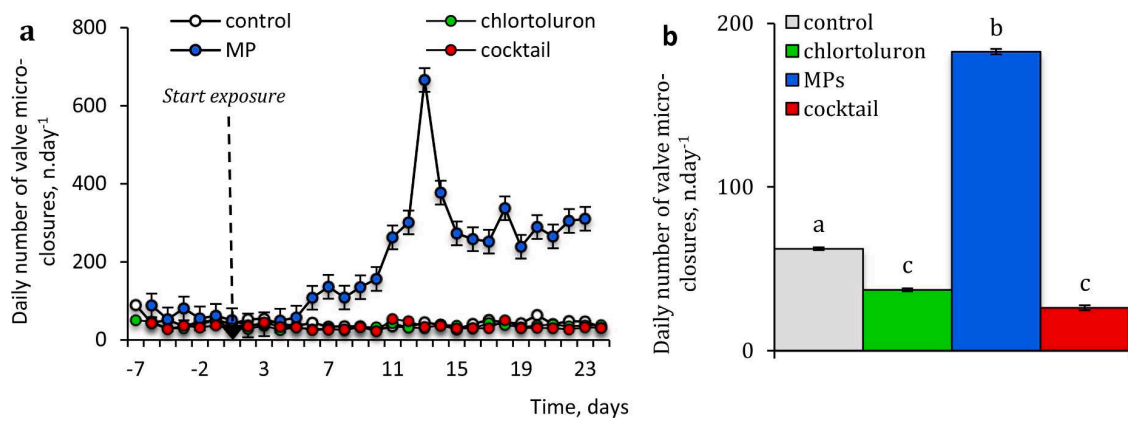 a
control
MP
chlortoluron
cocktail
Start exposure
Daily number of valve micro-
closures, n.day-1
800
600
400
200
0
-7
-2
3
7
11
15
19
23
Time, days
b
control
chlortoluron
MPs
cocktail
Daily number of valve micro-
closures, n.day-1
200
100
0
a
c
b
c